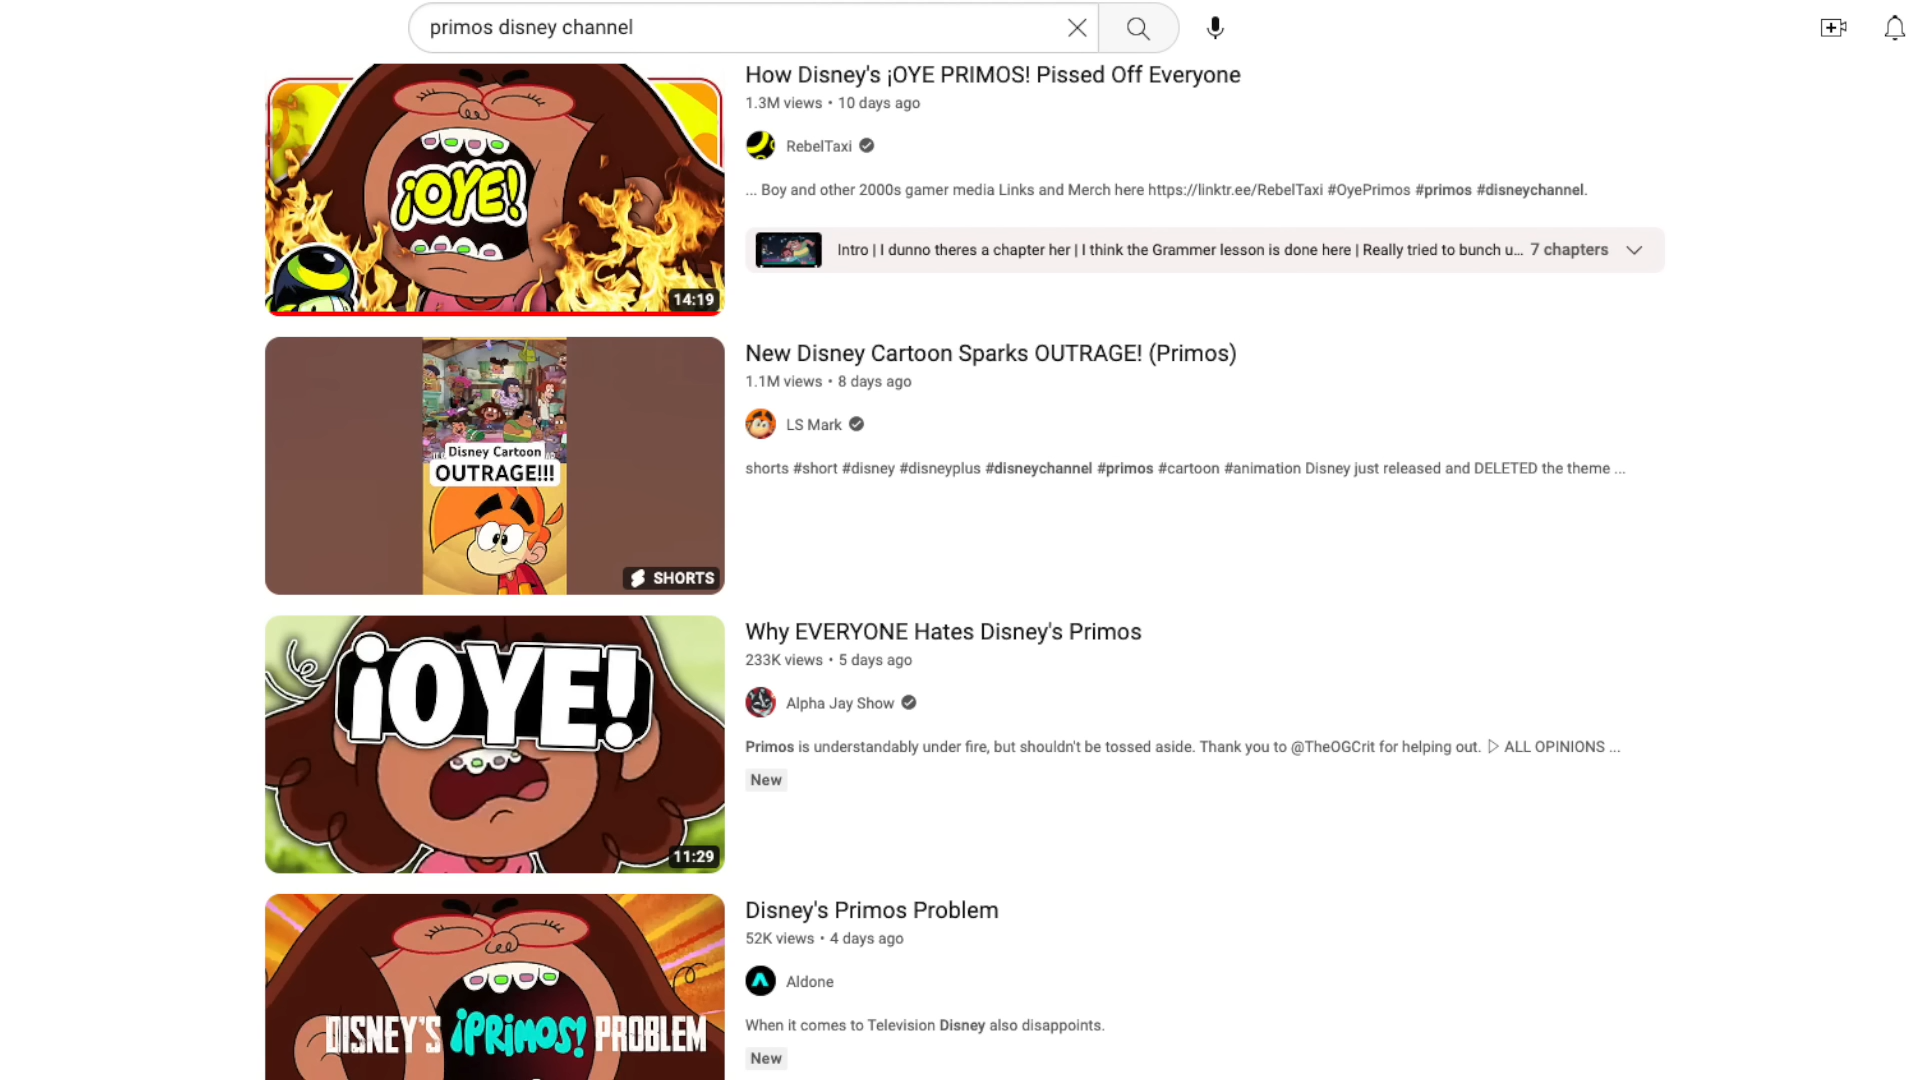 primos disney channel
How Disney's ¡OYE PRIMOS! Pissed Off Everyone
1.3M views • 10 days ago
RebelTaxi
... Boy and other 2000s gamer media Links and Merch here https://linktr.ee/RebelTaxi #OyePrimos #primos #disneychannel.
Intro | I dunno theres a chapter her | I think the Grammer lesson is done here | Really tried to bunch u... 7 chapters
¡OYE!
14:19
New Disney Cartoon Sparks OUTRAGE! (Primos)
1.1M views • 8 days ago
LS Mark
shorts #short #disney #disneyplus #disneychannel #primos #cartoon #animation Disney just released and DELETED the theme ...
Disney Cartoon
OUTRAGE!!!
SHORTS
Why EVERYONE Hates Disney's Primos
233K views • 5 days ago
Alpha Jay Show
Primos is understandably under fire, but shouldn't be tossed aside. Thank you to @TheOGCrit for helping out. ▷ ALL OPINIONS ...
New
¡OYE!
11:29
Disney's Primos Problem
52K views • 4 days ago
Aldone
When it comes to Television Disney also disappoints.
New
DISNEY'S ¡PRIMOS! PROBLEM